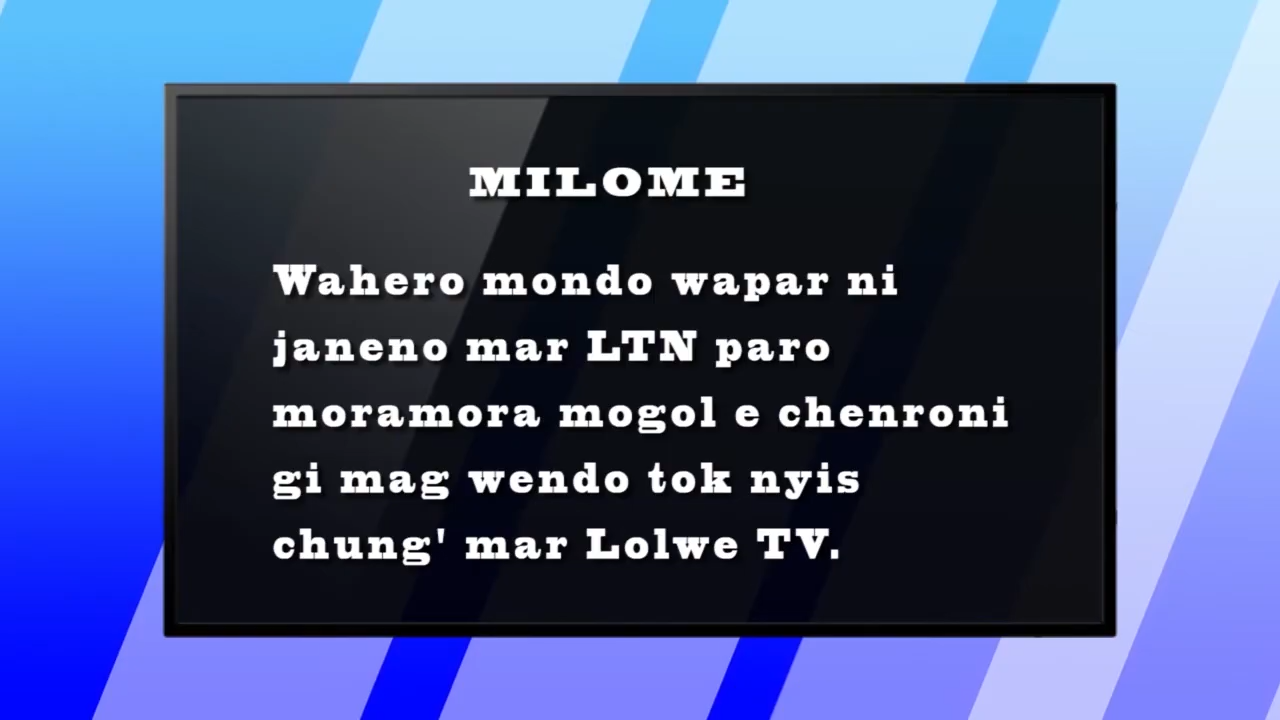 MILOME
Wahero mondo wapar ni
janeno mar LTN paro
moramora mogol e chenroni
gi mag wendo tok nyis
chung' mar Lolwe TV.